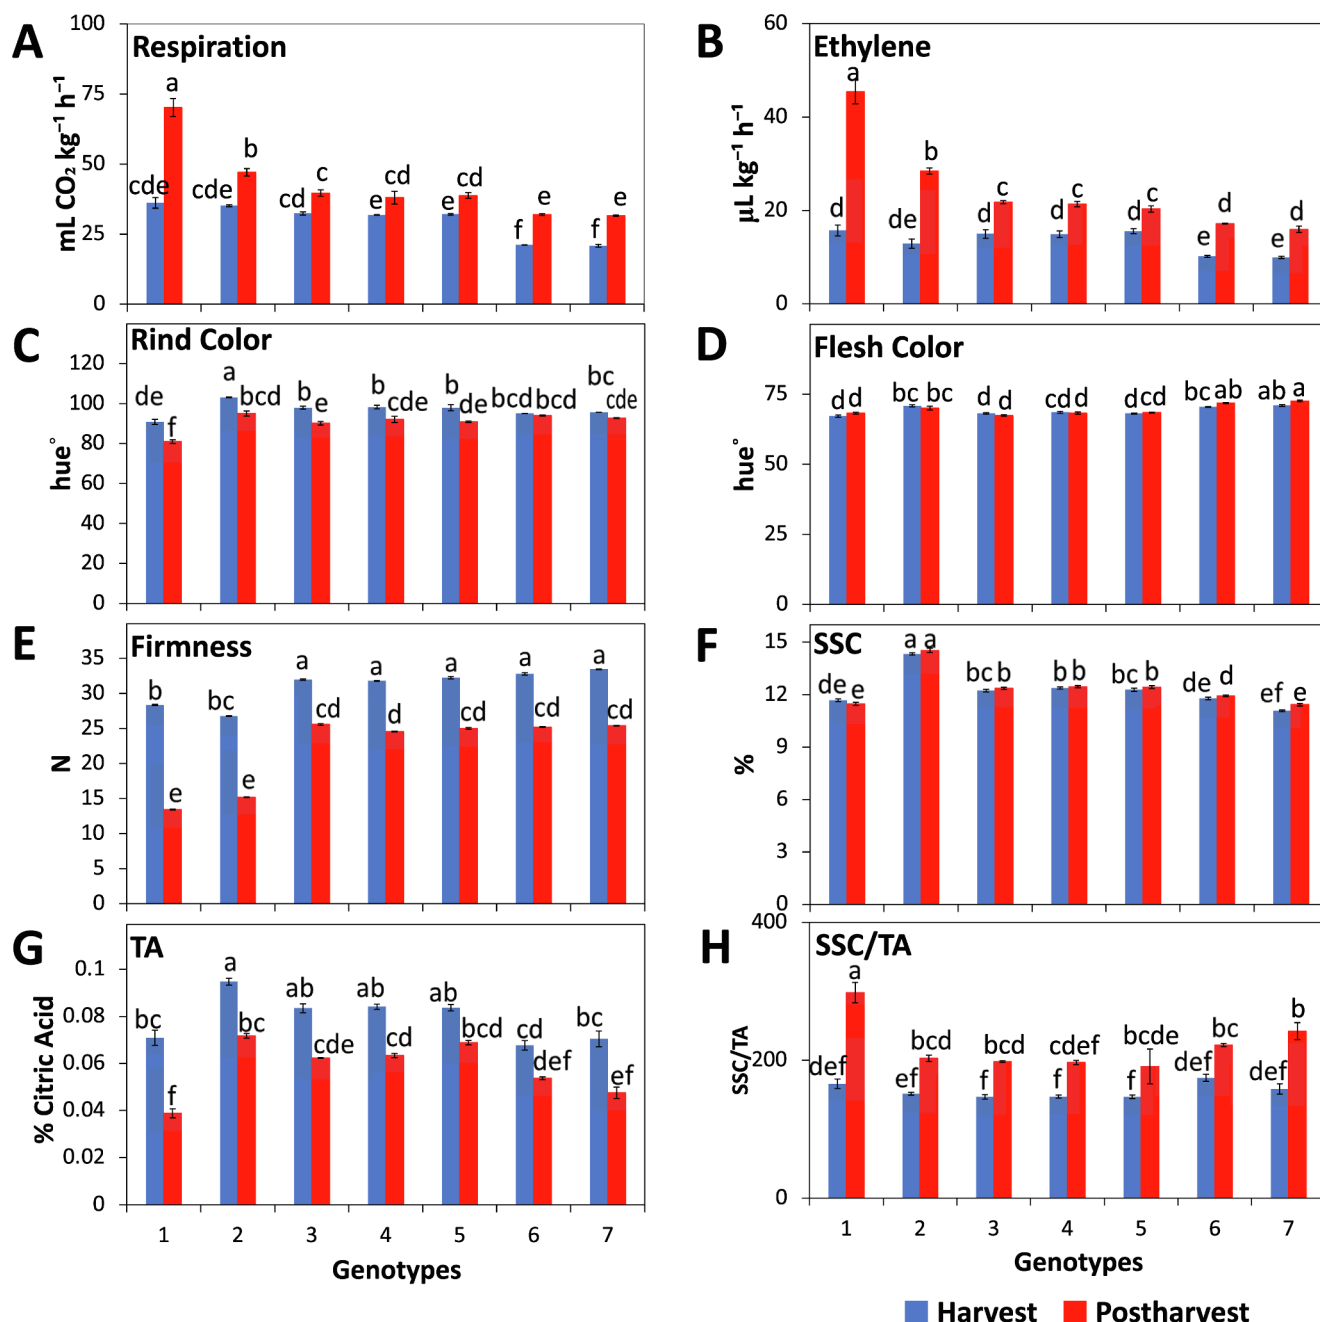 A
Respiration
mL CO₂ kg⁻¹ h⁻¹
100
75
50
25
0
cde a cde b cd c e cd e cd f e f e
B
Ethylene
µL kg⁻¹ h⁻¹
60
40
20
0
d a de b d c d c d c e d e d
C
Rind Color
hue°
120
100
80
60
40
20
0
de f a bcd b e b cde b de bcd bcd bc cde
D
Flesh Color
hue°
75
50
25
0
d d bc bc d d cd d d cd bc ab ab a
E
Firmness
N
35
30
25
20
15
10
5
0
b e bc e a cd a d a cd a cd a cd
F
SSC
%
15
12
9
6
3
0
de e a a bc b b b bc b de d ef e
G
TA
% Citric Acid
0.1
0.08
0.06
0.04
0.02
0
bc f a bc ab cde ab cd ab bcd cd def bc ef
1 2 3 4 5 6 7
Genotypes
H
SSC/TA
SSC/TA
400
200
0
def a ef bcd f bcd f cdef f bcde def bc def b
1 2 3 4 5 6 7
Genotypes
Harvest Postharvest